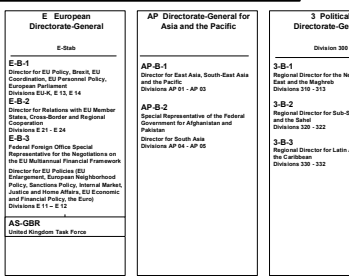 E European
Directorate-General
E-Stab
E-B-1
Director for EU Policy, Brexit, EU
Coordination, EU Personnel Policy,
European Parliament
Divisions EU-K, E 13, E 14
E-B-2
Director for Relations with EU Member
States, Cross-Border and Regional
Cooperation
Divisions E 21 - E 24
E-B-3
Federal Foreign Office Special
Representative for the Negotiations on
the EU Multiannual Financial Framework
Director for EU Policies (EU
Enlargement, European Neighborhood
Policy, Sanctions Policy, Internal Market,
Justice and Home Affairs, EU Economic
and Financial Policy, the Euro)
Divisions E 11 – E 12
AS-GBR
United Kingdom Task Force
AP Directorate-General for
Asia and the Pacific
AP-B-1
Director for East Asia, South-East Asia
and the Pacific
Divisions AP 01 - AP 03
AP-B-2
Special Representative of the Federal
Government for Afghanistan and
Pakistan
Director for South Asia
Divisions AP 04 - AP 05
3 Political
Directorate-Ge
Division 300
3-B-1
Regional Director for the Ne
East and the Maghreb
Divisions 310 - 313
3-B-2
Regional Director for Sub-S
and the Sahel
Divisions 320 - 322
3-B-3
Regional Director for Latin
the Caribbean
Divisions 330 - 332